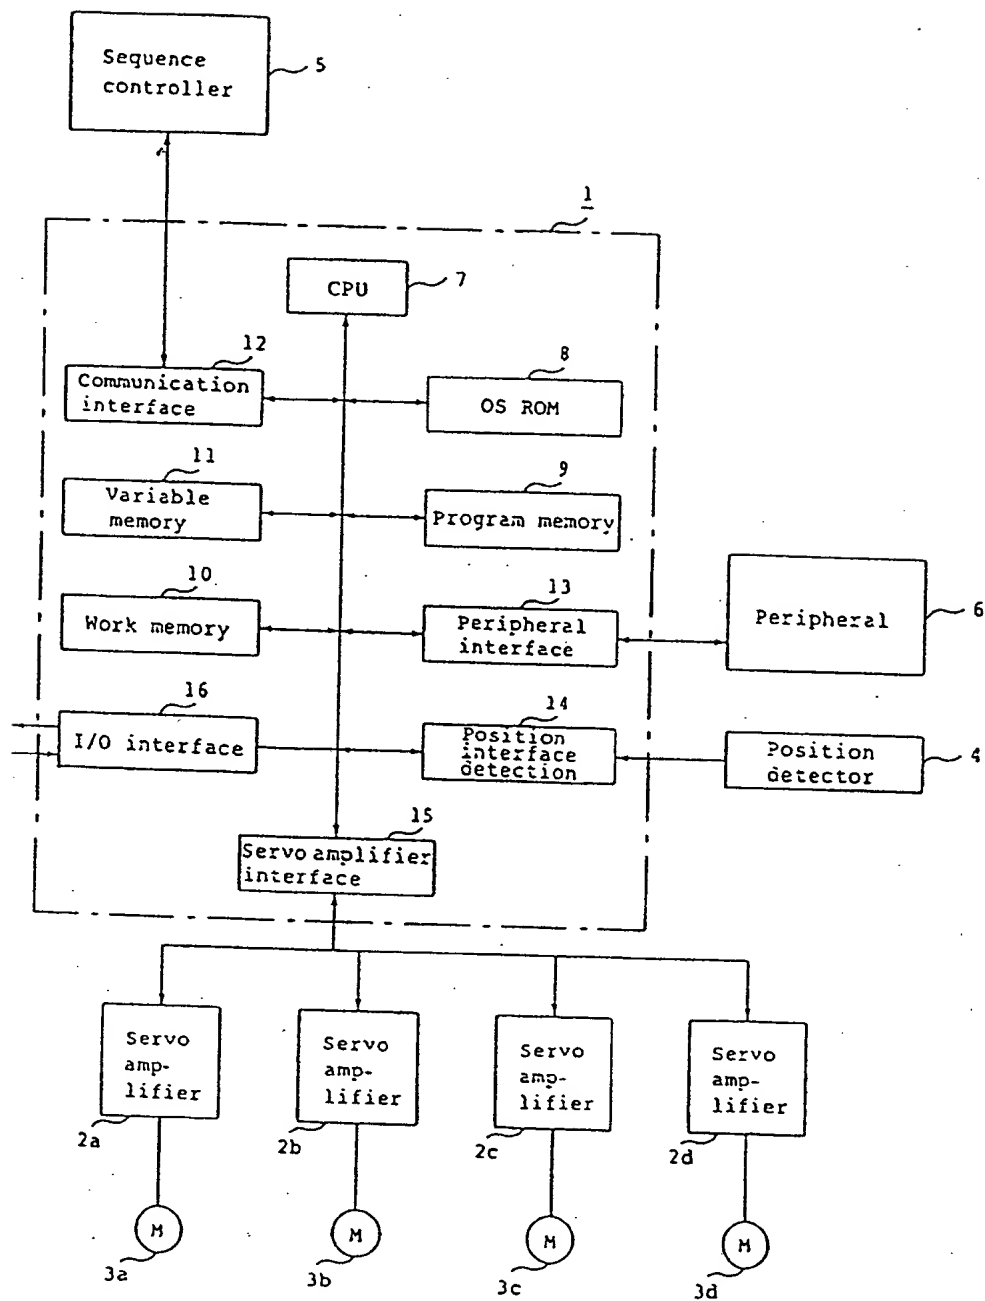 Sequence
controller
5
1
CPU
7
12
Communication
interface
8
OS ROM
11
Variable
memory
9
Program memory
10
Work memory
13
Peripheral
interface
Peripheral
6
16
I/O interface
14
Position
interface
detection
Position
detector
4
15
Servo amplifier
interface
Servo
amp-
lifier
2a
Servo
amp-
lifier
2b
Servo
amp-
lifier
2c
Servo
amp-
lifier
2d
M
3a
M
3b
M
3c
M
3d